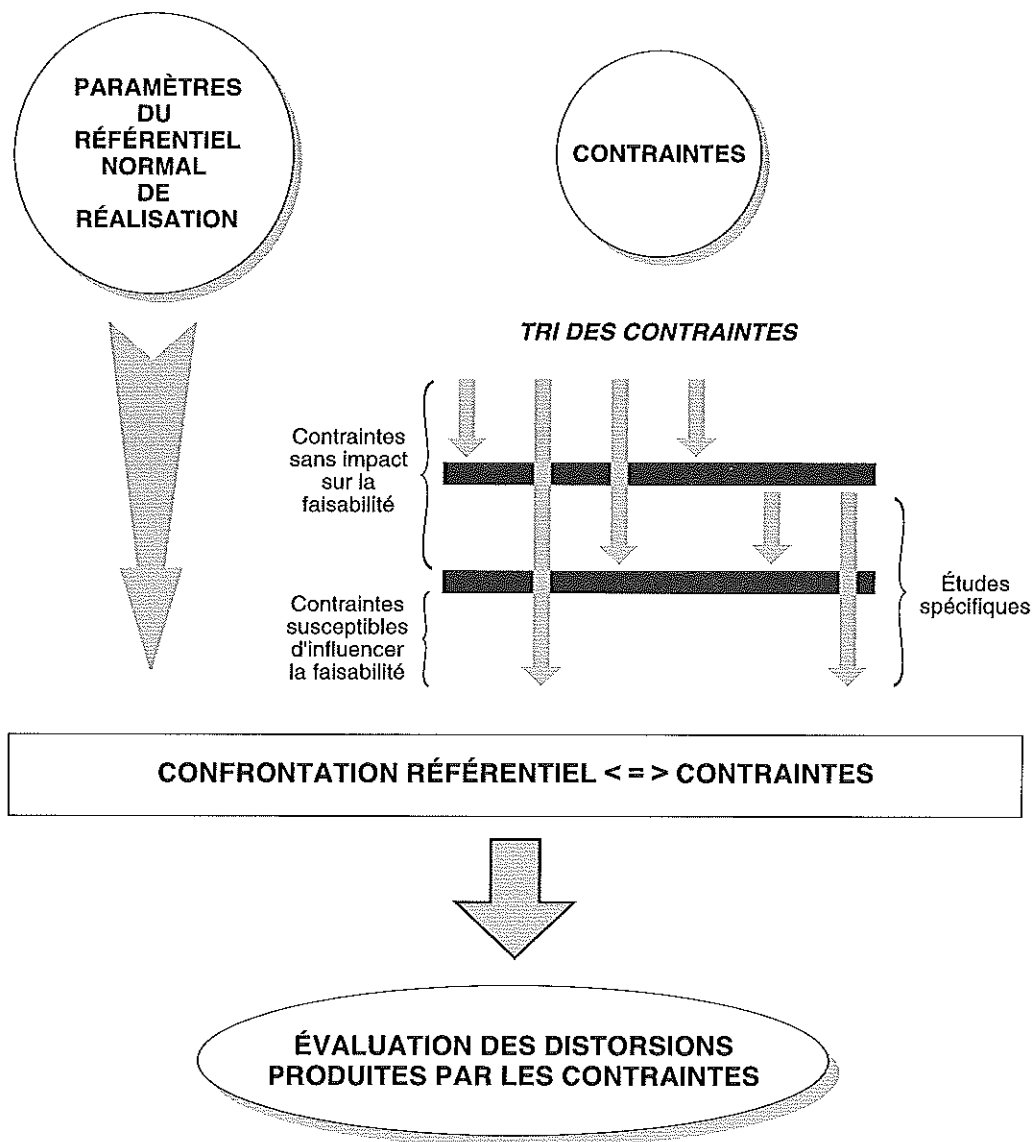 PARAMÈTRES
DU
RÉFÉRENTIEL
NORMAL
DE
RÉALISATION
CONTRAINTES
TRI DES CONTRAINTES
Contraintes
sans impact
sur la
faisabilité
Contraintes
susceptibles
d'influencer
la faisabilité
Études
spécifiques
CONFRONTATION RÉFÉRENTIEL < = > CONTRAINTES
ÉVALUATION DES DISTORSIONS
PRODUITES PAR LES CONTRAINTES